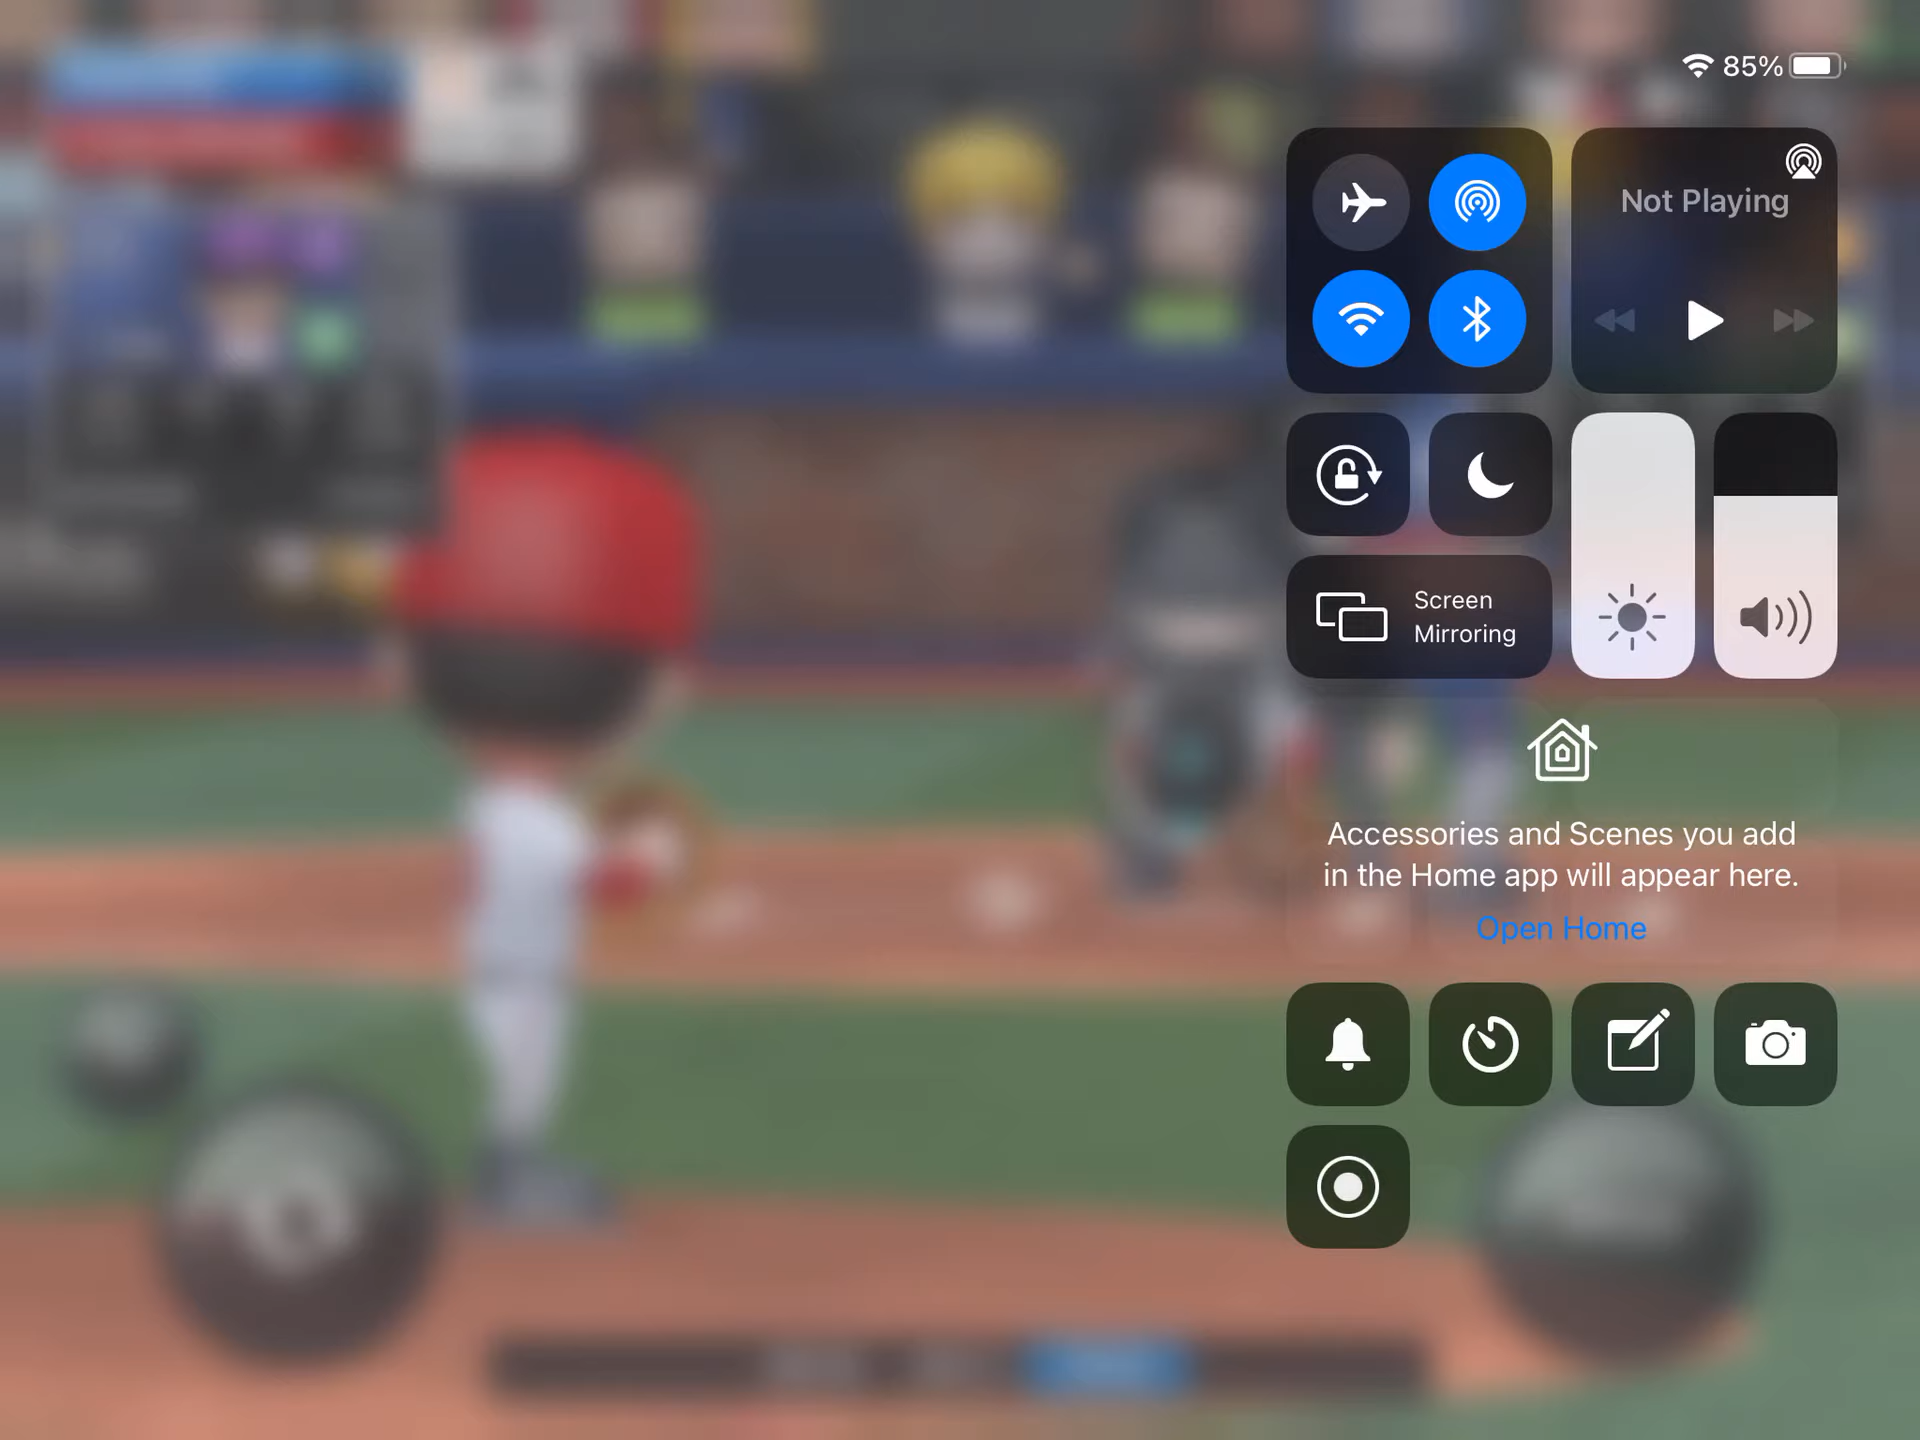 85%
Not Playing
Screen
Mirroring
Accessories and Scenes you add
in the Home app will appear here.
Open Home